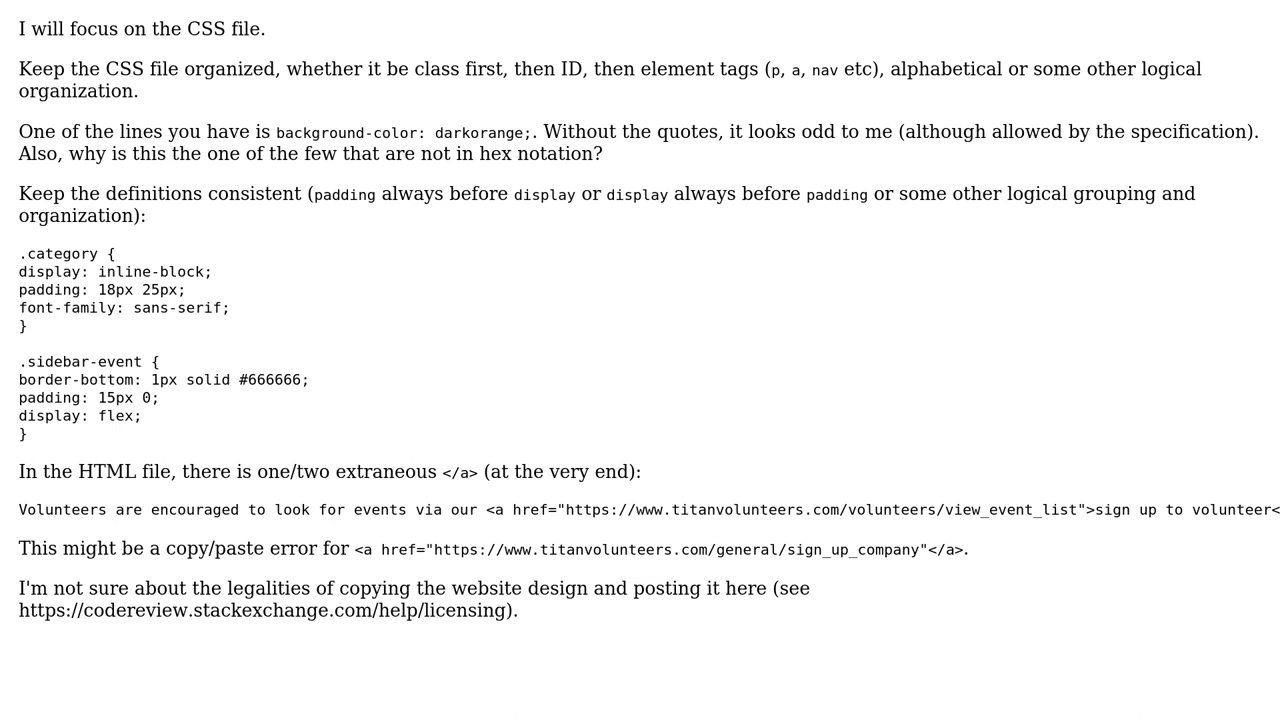 I will focus on the CSS file.
Keep the CSS file organized, whether it be class first, then ID, then element tags (p, a, nav etc), alphabetical or some other logical
organization.
One of the lines you have is background-color: darkorange;. Without the quotes, it looks odd to me (although allowed by the specification).
Also, why is this the one of the few that are not in hex notation?
Keep the definitions consistent (padding always before display or display always before padding or some other logical grouping and
organization):
.category {
display: inline-block;
padding: 18px 25px;
font-family: sans-serif;
}
.sidebar-event {
border-bottom: 1px solid #666666;
padding: 15px 0;
display: flex;
}
In the HTML file, there is one/two extraneous </a> (at the very end):
Volunteers are encouraged to look for events via our <a href="https://www.titanvolunteers.com/volunteers/view_event_list">sign up to volunteer<
This might be a copy/paste error for <a href="https://www.titanvolunteers.com/general/sign_up_company"</a>.
I'm not sure about the legalities of copying the website design and posting it here (see
https://codereview.stackexchange.com/help/licensing).